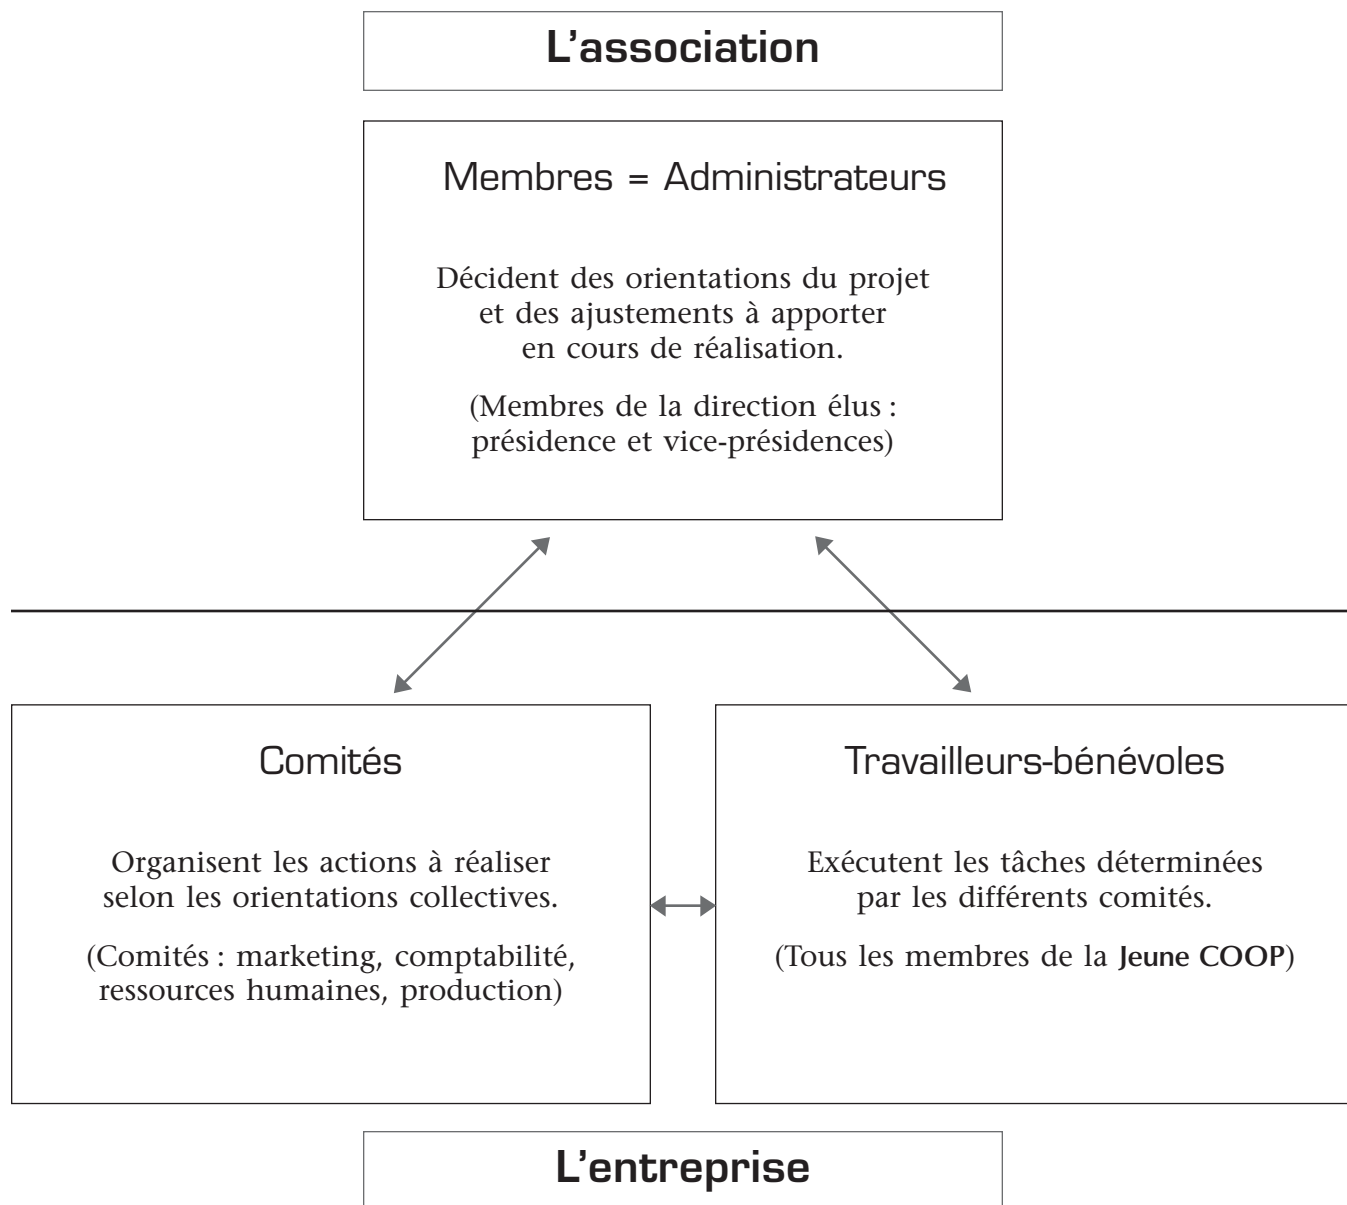 L'association
Membres = Administrateurs
Décident des orientations du projet
et des ajustements à apporter
en cours de réalisation.
(Membres de la direction élus :
présidence et vice-présidences)
Comités
Organisent les actions à réaliser
selon les orientations collectives.
(Comités : marketing, comptabilité,
ressources humaines, production)
Travailleurs-bénévoles
Exécutent les tâches déterminées
par les différents comités.
(Tous les membres de la Jeune COOP)
L'entreprise